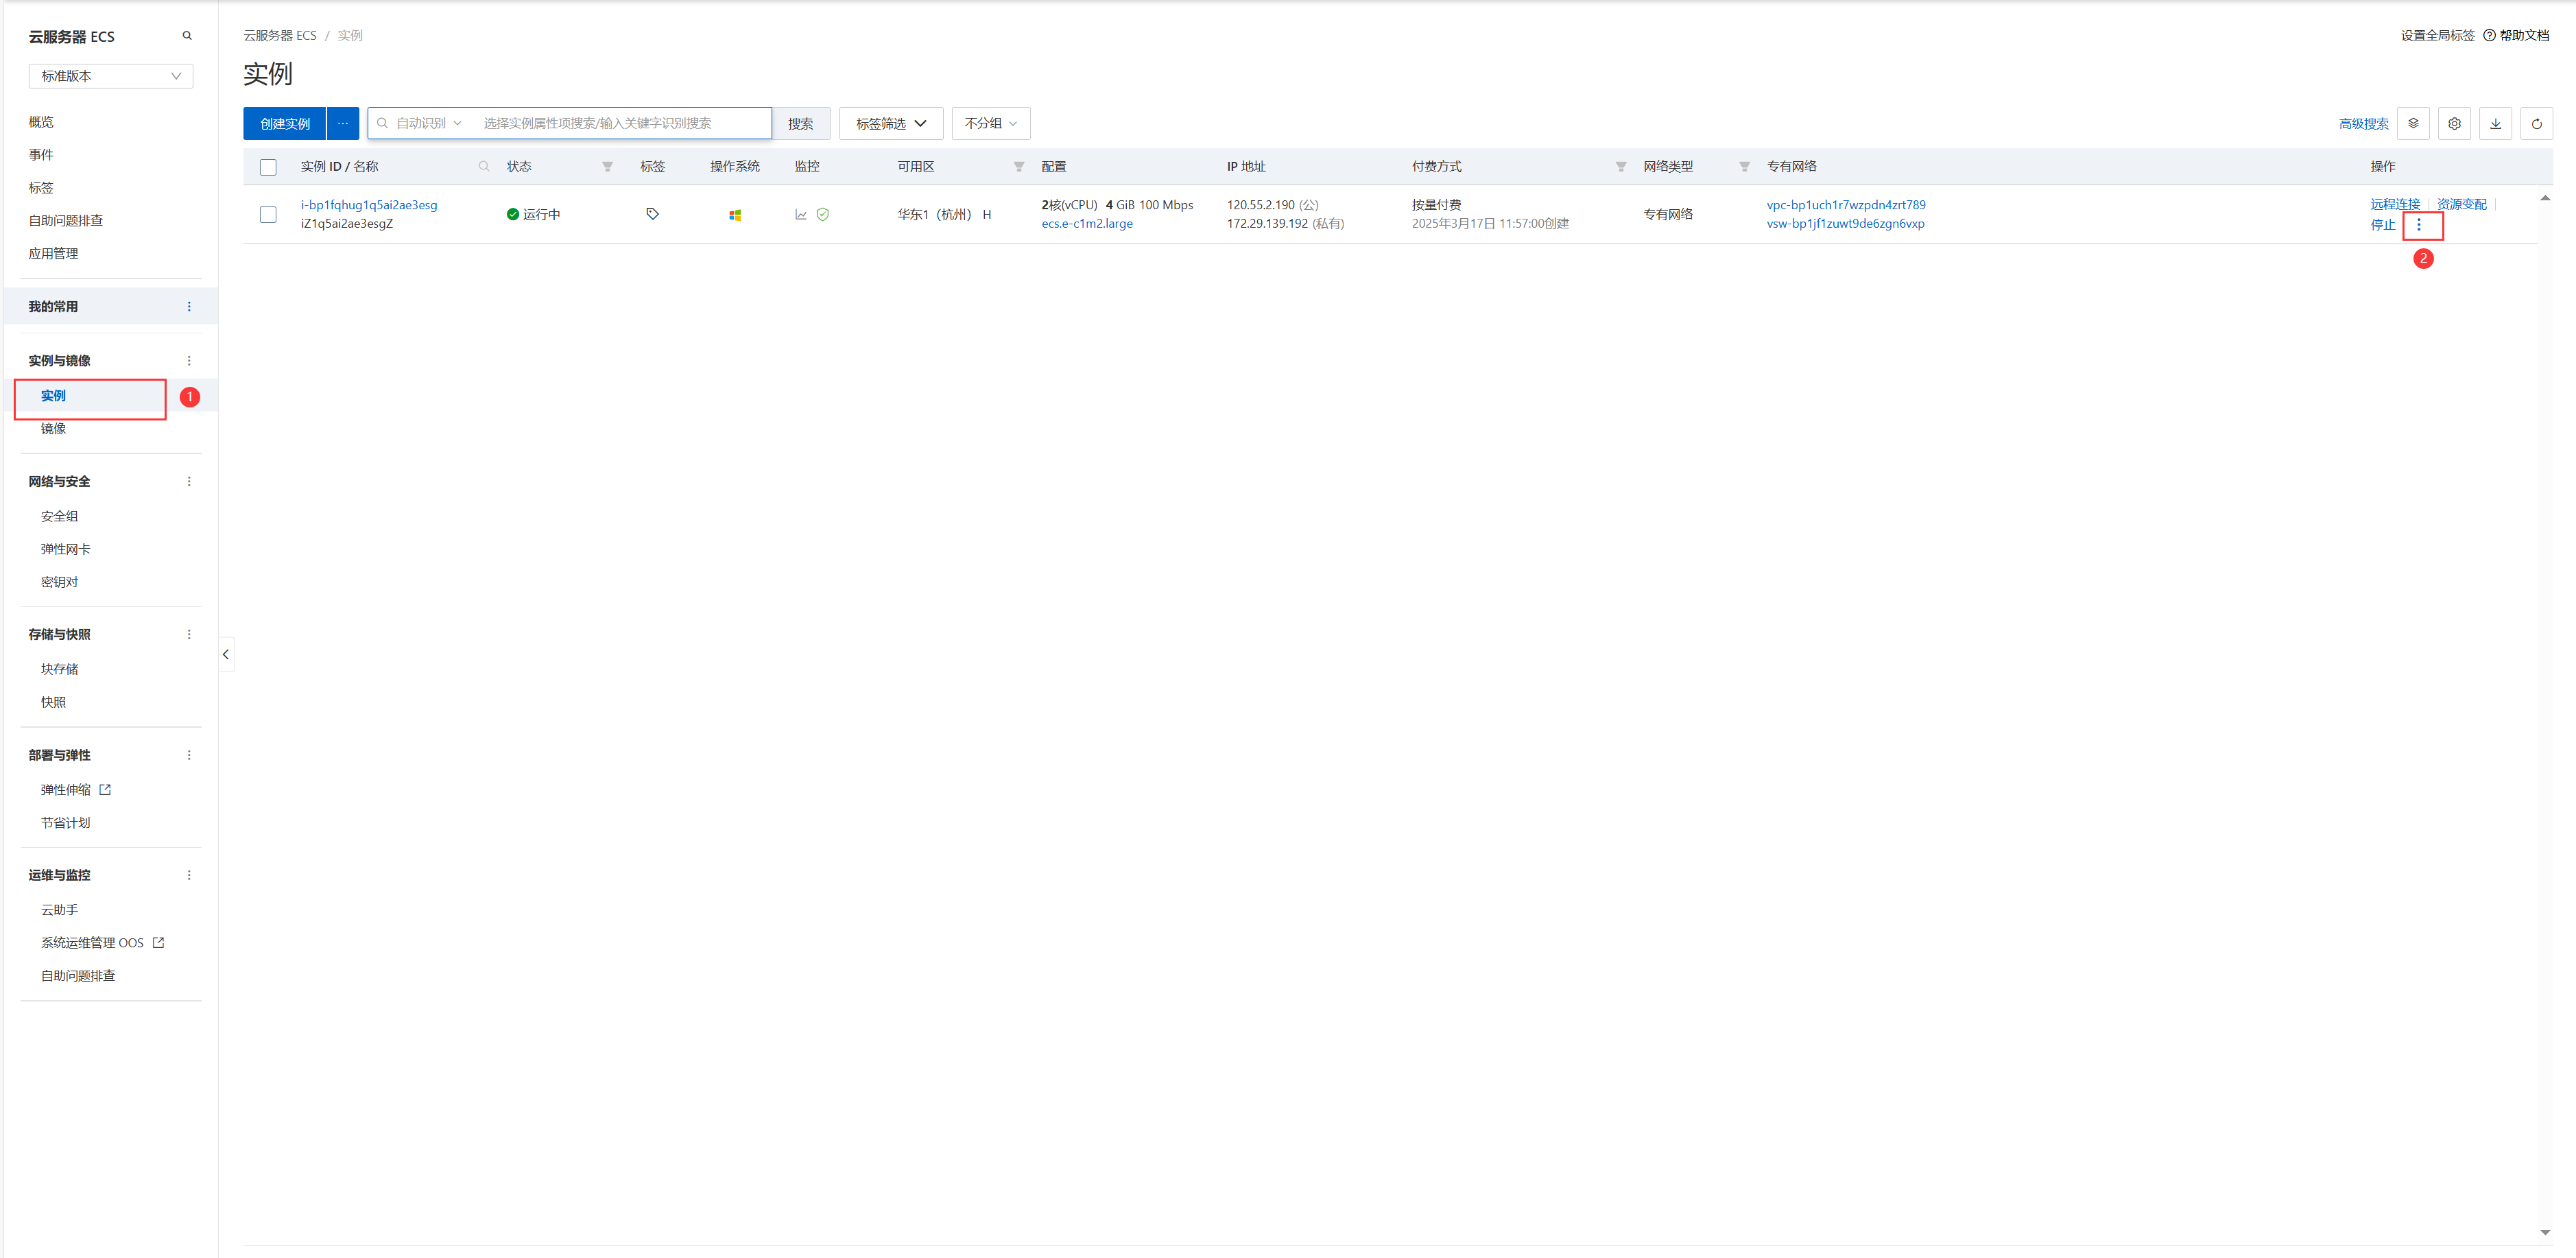 云服务器 ECS
标准版本
概览
事件
标签
自助问题排查
应用管理
我的常用
实例与镜像
实例
1
镜像
网络与安全
安全组
弹性网卡
密钥对
存储与快照
块存储
快照
部署与弹性
弹性伸缩
节省计划
运维与监控
云助手
系统运维管理 OOS
自助问题排查
云服务器 ECS / 实例
设置全局标签 帮助文档
实例
创建实例 ··· 自动识别 选择实例属性项搜索/输入关键字识别搜索 搜索 标签筛选 不分组 高级搜索
实例 ID / 名称 状态 标签 操作系统 监控 可用区 配置 IP 地址 付费方式 网络类型 专有网络 操作
i-bp1fqhug1q5ai2ae3esg
iZ1q5ai2ae3esgZ
运行中
华东1（杭州） H
2核(vCPU) 4 GiB 100 Mbps
ecs.e-c1m2.large
120.55.2.190 (公)
172.29.139.192 (私有)
按量付费
2025年3月17日 11:57:00创建
专有网络
vpc-bp1uch1r7wzpdn4zrt789
vsw-bp1jf1zuwt9de6zgn6vxp
远程连接 | 资源变配 |
停止
2